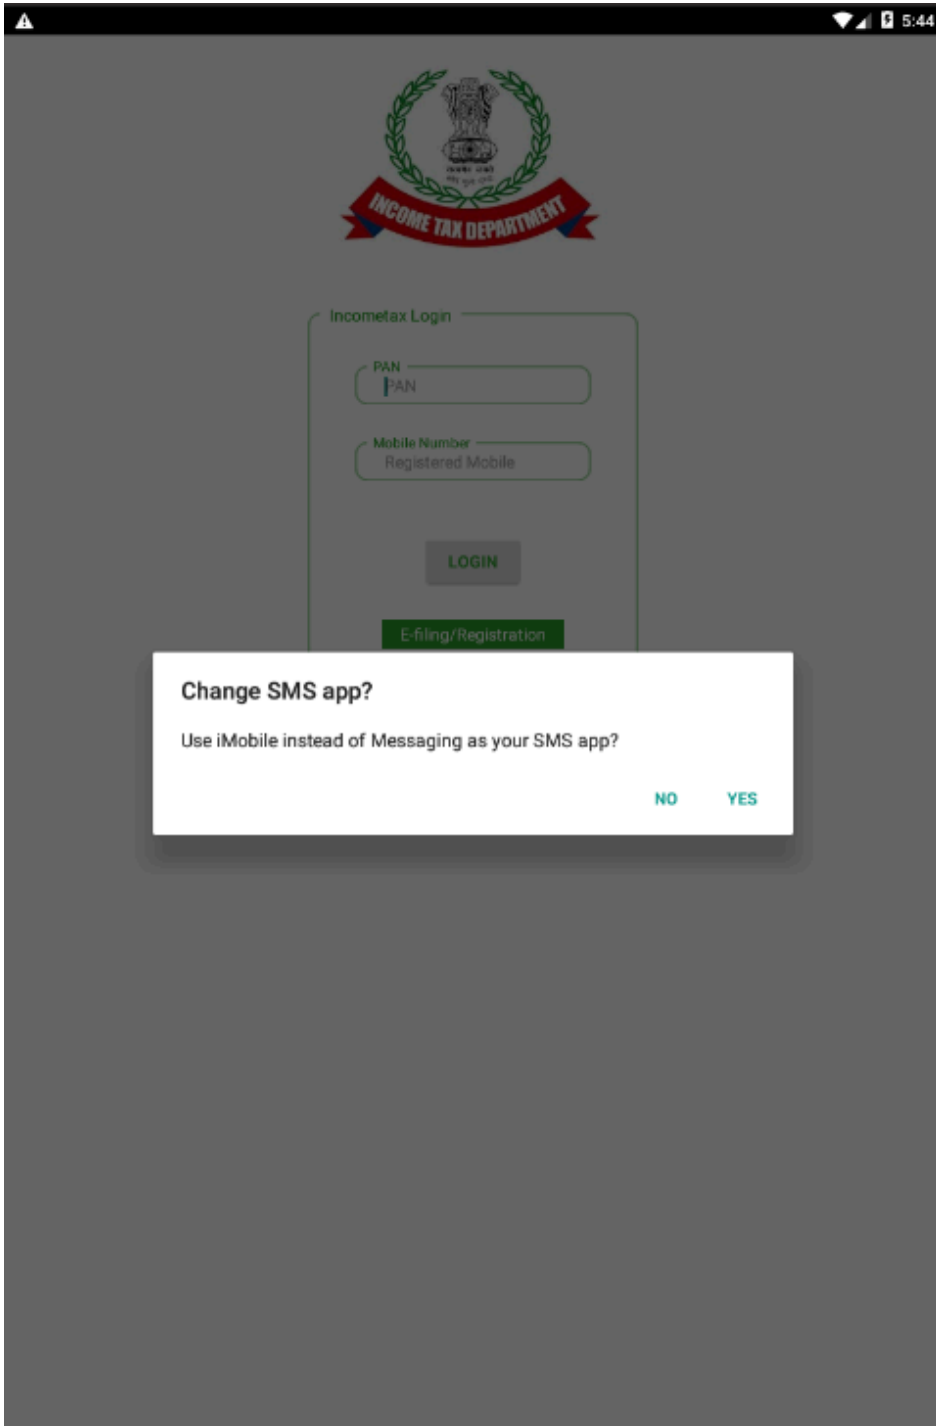 5:44
INCOME TAX DEPARTMENT
Incometax Login
PAN
PAN
Mobile Number
Registered Mobile
LOGIN
E-filing/Registration
Change SMS app?
Use iMobile instead of Messaging as your SMS app?
NO YES